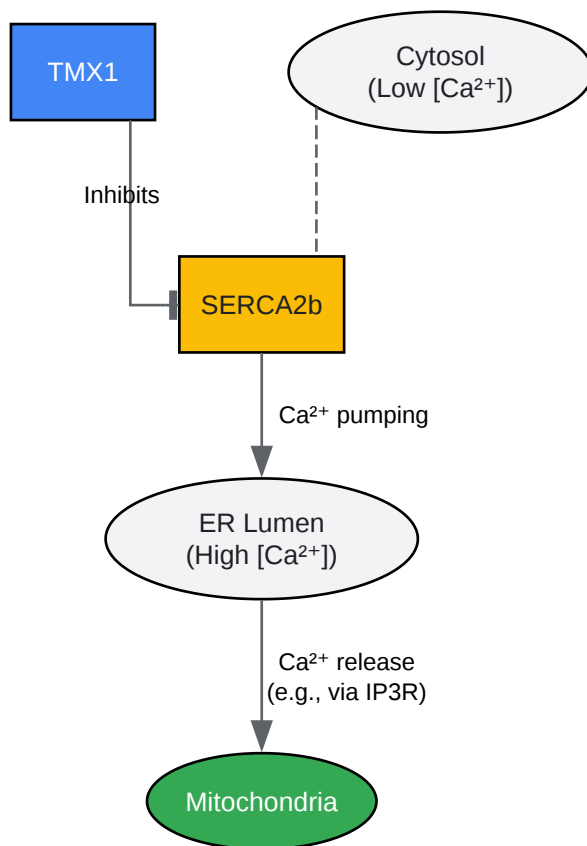 TMX1
Cytosol
(Low [Ca²⁺])
Inhibits
SERCA2b
Ca²⁺ pumping
ER Lumen
(High [Ca²⁺])
Ca²⁺ release
(e.g., via IP3R)
Mitochondria